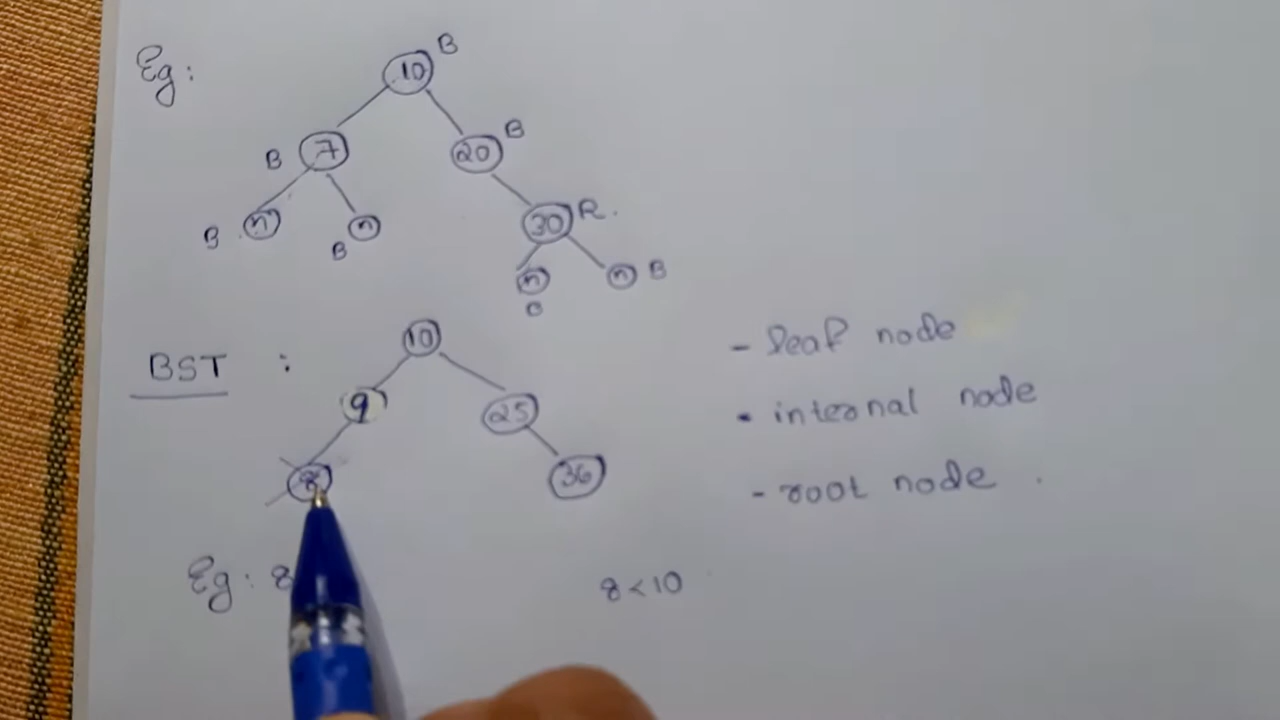 Eg :
10 B
B 7
20 B
B n
n B
30 R.
n B
n B
BST :
10
9
25
8
36
- leaf node
- internal node
- root node .
Eg : 8
8 < 10